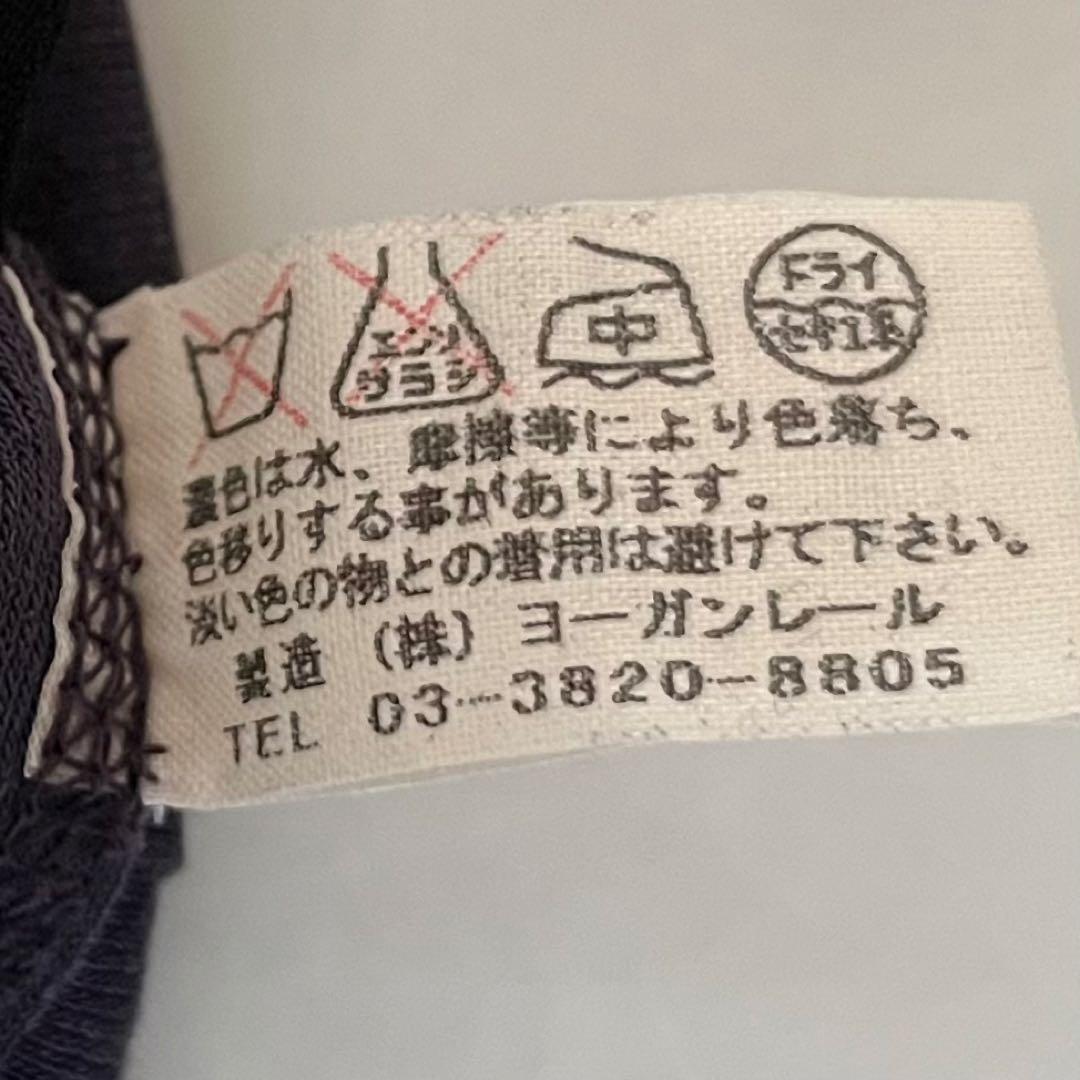 エンソ
サラシ
中
ドライ
セキユ系
濃色は水、摩擦等により色落ち、
色移りする事があります。
淡い色の物との着用は避けて下さい。
製造 (株) ヨーガンレール
TEL 03-3820-8805